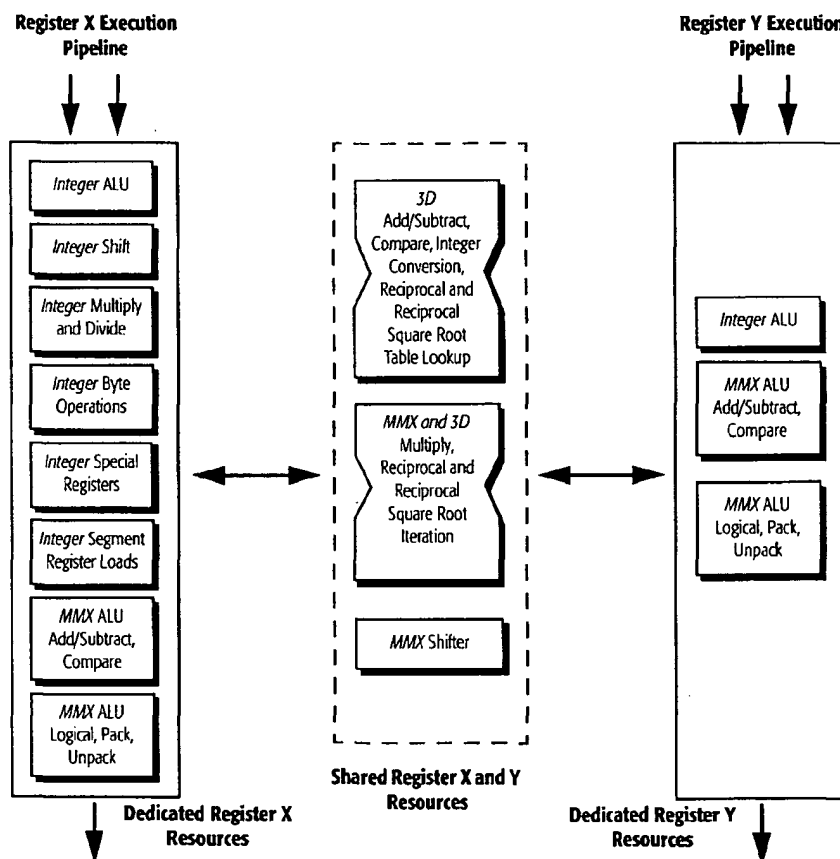 Register X Execution
Pipeline
Register Y Execution
Pipeline
Integer ALU
Integer Shift
Integer Multiply
and Divide
Integer Byte
Operations
Integer Special
Registers
Integer Segment
Register Loads
MMX ALU
Add/Subtract,
Compare
MMX ALU
Logical, Pack,
Unpack
3D
Add/Subtract,
Compare, Integer
Conversion,
Reciprocal and
Reciprocal
Square Root
Table Lookup
MMX and 3D
Multiply,
Reciprocal and
Reciprocal
Square Root
Iteration
MMX Shifter
Integer ALU
MMX ALU
Add/Subtract,
Compare
MMX ALU
Logical, Pack,
Unpack
Shared Register X and Y
Resources
Dedicated Register X
Resources
Dedicated Register Y
Resources